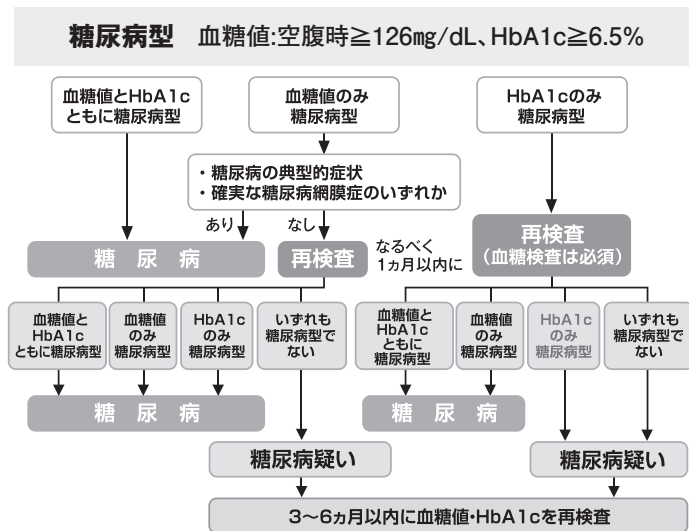 糖尿病型 血糖値:空腹時≧126mg/dL、HbA1c≧6.5%
血糖値とHbA1c
ともに糖尿病型
血糖値のみ
糖尿病型
HbA1cのみ
糖尿病型
・糖尿病の典型的症状
・確実な糖尿病網膜症のいずれか
あり
なし
糖尿病
再検査
なるべく
1ヵ月以内に
再検査
(血糖検査は必須)
血糖値と
HbA1c
ともに糖尿病型
血糖値
のみ
糖尿病型
HbA1c
のみ
糖尿病型
いずれも
糖尿病型で
ない
血糖値と
HbA1c
ともに
糖尿病型
血糖値
のみ
糖尿病型
HbA1c
のみ
糖尿病型
いずれも
糖尿病型で
ない
糖尿病
糖尿病
糖尿病疑い
糖尿病疑い
3〜6ヵ月以内に血糖値・HbA1cを再検査